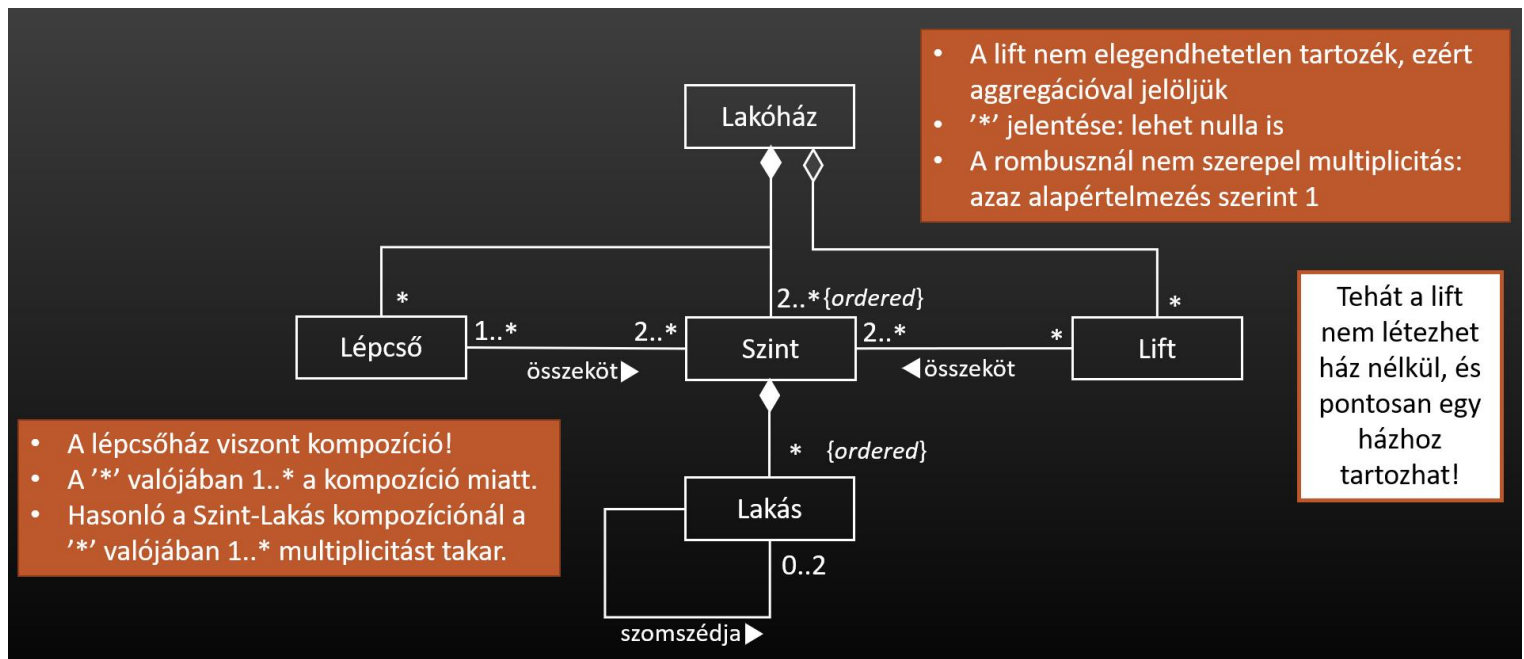 • A lift nem elegendhetetlen tartozék, ezért
aggregációval jelöljük
• '*' jelentése: lehet nulla is
• A rombusznál nem szerepel multiplicitás:
azaz alapértelmezés szerint 1
Lakóház
*
2..* {ordered}
*
Lépcső
1..*
2..*
Szint
2..*
*
Lift
összeköt▶
◀összeköt
Tehát a lift
nem létezhet
ház nélkül, és
pontosan egy
házhoz
tartozhat!
• A lépcsőház viszont kompozíció!
• A '*' valójában 1..* a kompozíció miatt.
• Hasonló a Szint-Lakás kompozíciónál a
'*' valójában 1..* multiplicitást takar.
* {ordered}
Lakás
0..2
szomszédja▶